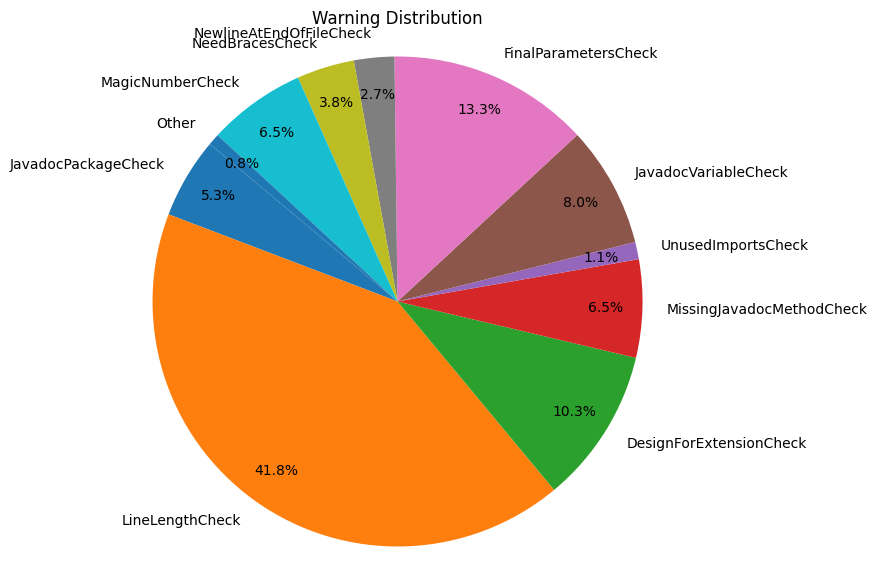 Warning Distribution
NewlineAtEndOfFileCheck
NeedBracesCheck
FinalParametersCheck
MagicNumberCheck
2.7%
3.8%
13.3%
Other
6.5%
JavadocPackageCheck
0.8%
JavadocVariableCheck
5.3%
8.0%
UnusedImportsCheck
1.1%
6.5%
MissingJavadocMethodCheck
10.3%
DesignForExtensionCheck
41.8%
LineLengthCheck